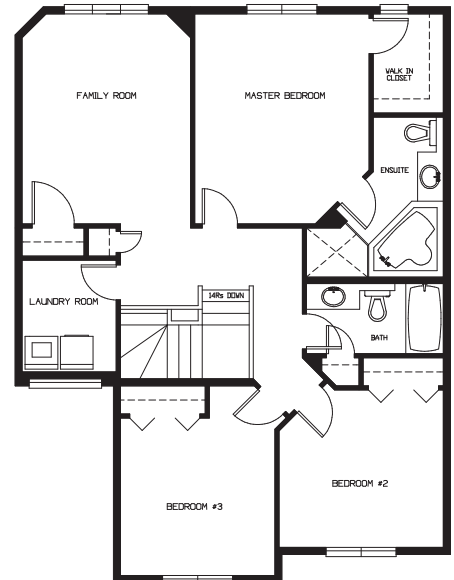 WALK IN
CLOSET
FAMILY ROOM
MASTER BEDROOM
ENSUITE
14Rs DOWN
LAUNDRY ROOM
BATH
BEDROOM #2
BEDROOM #3